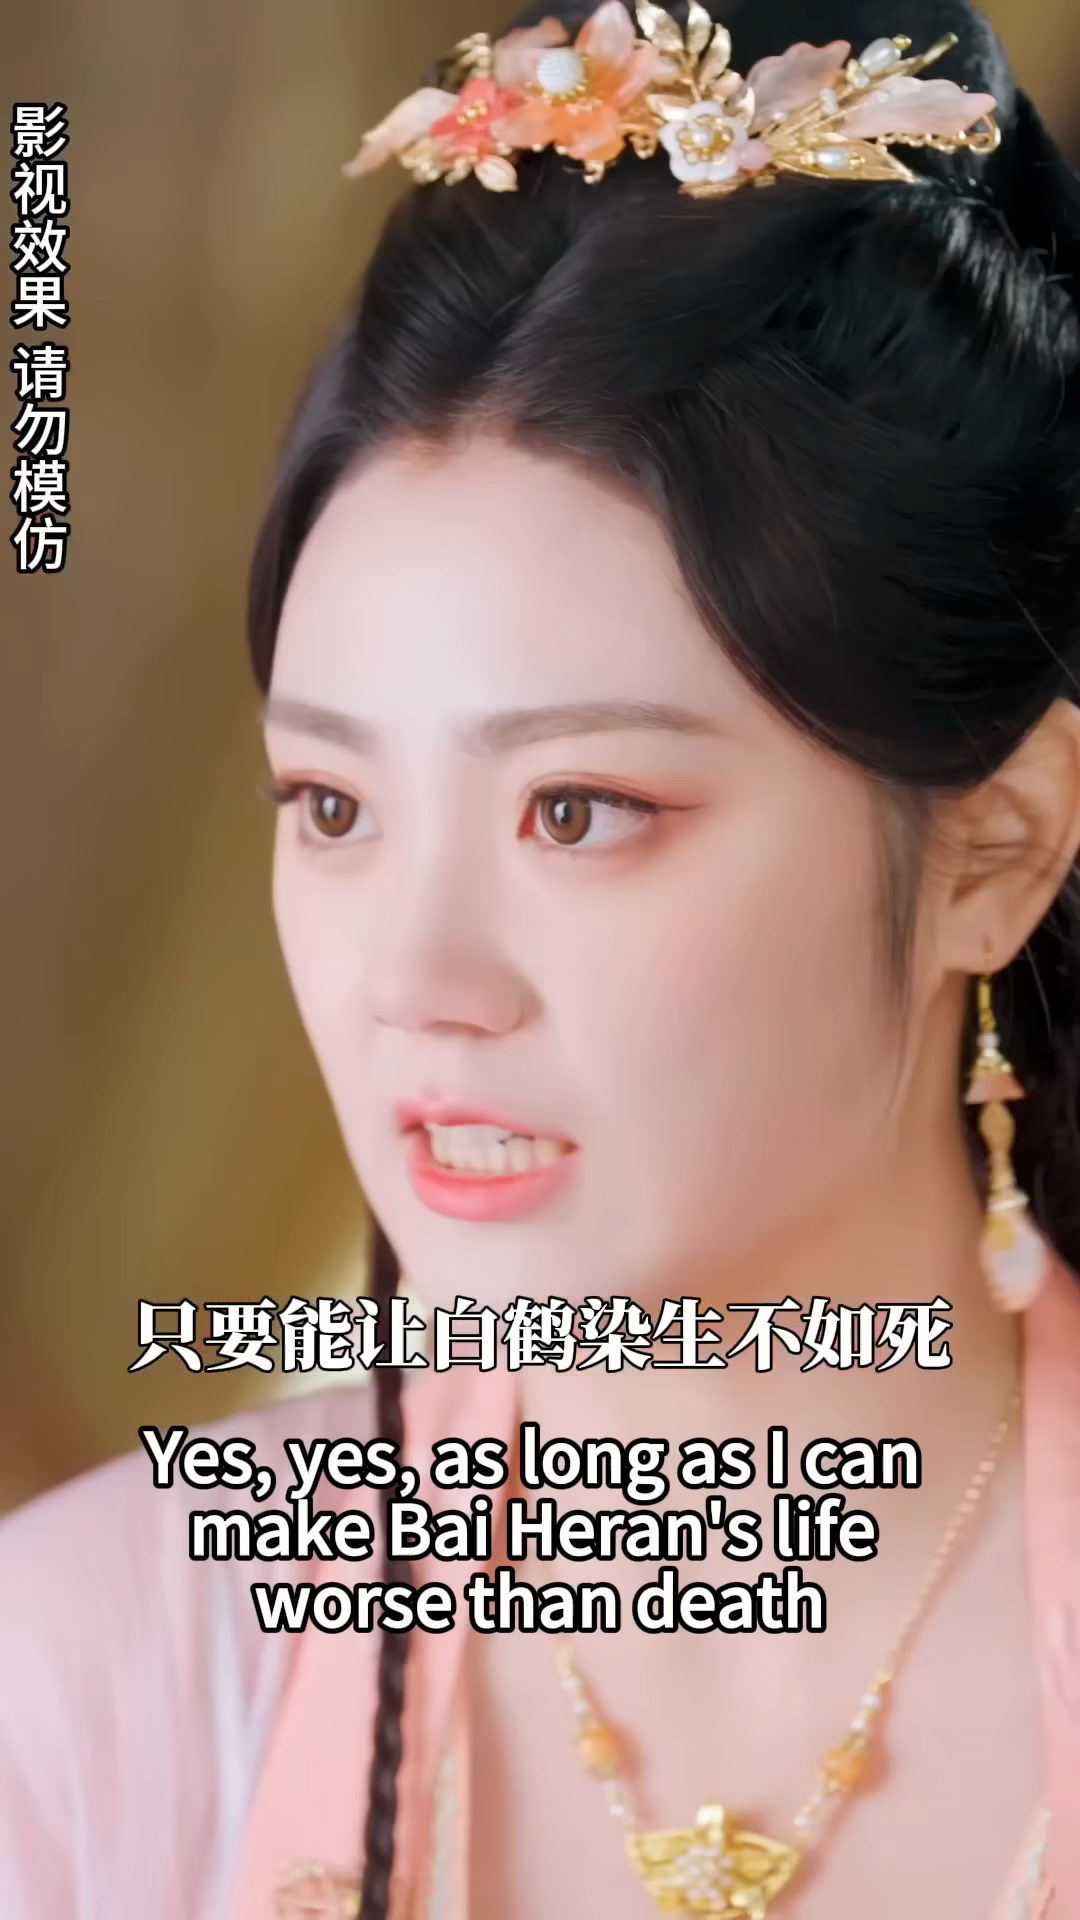 影视效果 请勿模仿
只要能让白鹤染生不如死
Yes, yes, as long as I can
make Bai Heran's life
worse than death